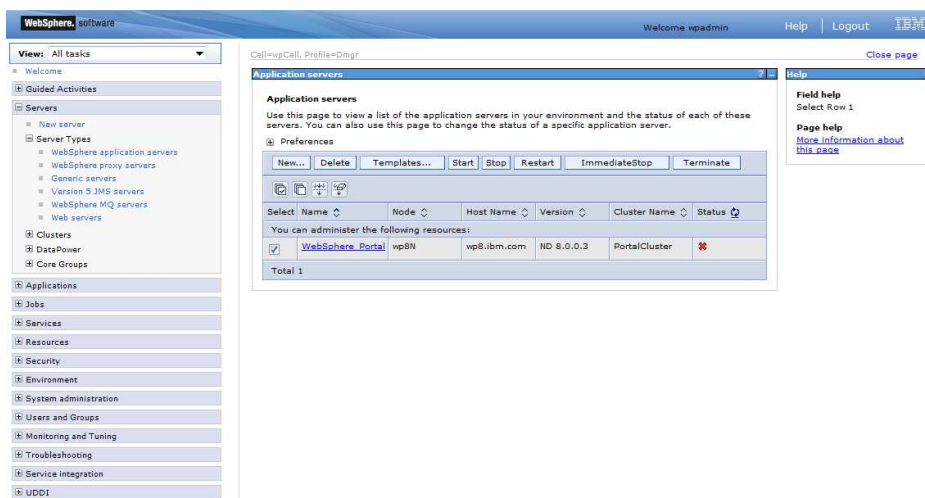 WebSphere. software
Welcome wpadmin
Help | Logout
IBM
View: All tasks
Welcome
Guided Activities
Servers
New server
Server Types
WebSphere application servers
WebSphere proxy servers
Generic servers
Version 5 JMS servers
WebSphere MQ servers
Web servers
Clusters
DataPower
Core Groups
Applications
Jobs
Services
Resources
Security
Environment
System administration
Users and Groups
Monitoring and Tuning
Troubleshooting
Service integration
UDDI
Cell=wpCell, Profile=Dmgr
Close page
Application servers
? -
Application servers
Use this page to view a list of the application servers in your environment and the status of each of these
servers. You can also use this page to change the status of a specific application server.
Preferences
New... Delete Templates... Start Stop Restart ImmediateStop Terminate
Select Name Node Host Name Version Cluster Name Status
You can administer the following resources:
WebSphere Portal wp8N wp8.ibm.com ND 8.0.0.3 PortalCluster
Total 1
Help
Field help
Select Row 1
Page help
More information about
this page